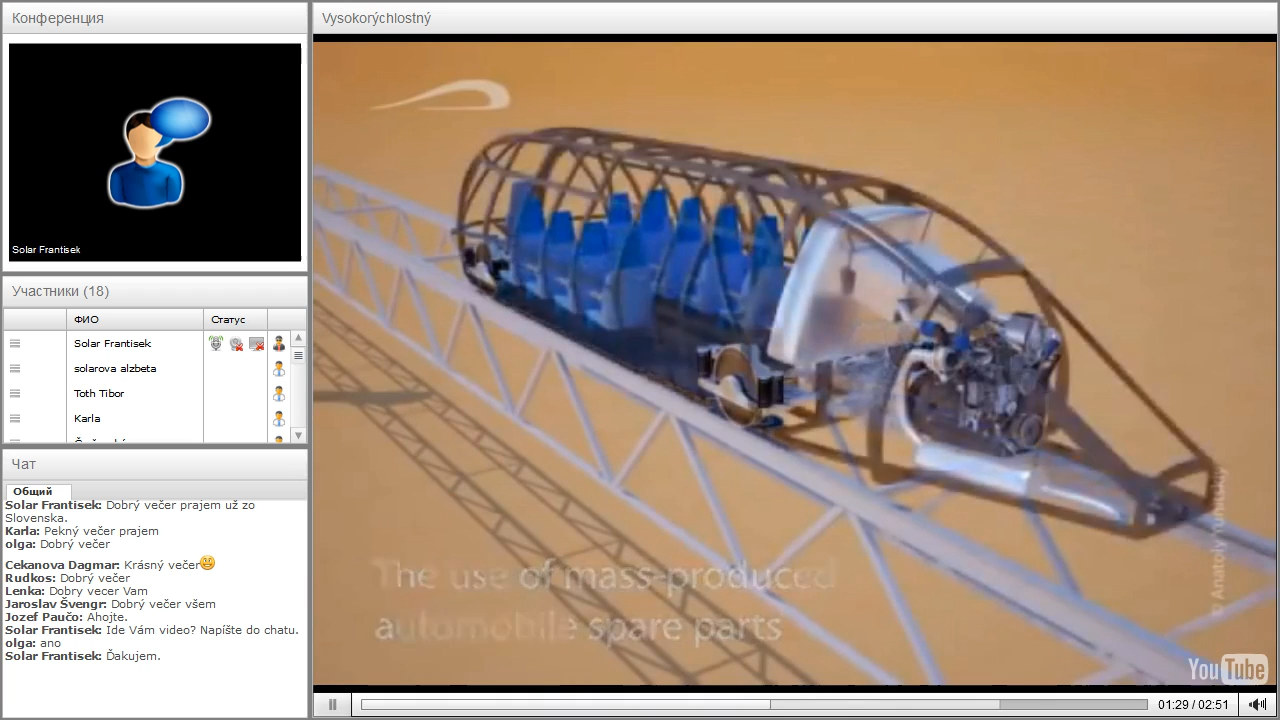 Конференция
Solar Frantisek
Участники (18)
ФИО
Статус
Solar Frantisek
solarova alzbeta
Toth Tibor
Karla
Чат
Общий
Solar Frantisek: Dobrý večer prajem už zo
Slovenska.
Karla: Pekný večer prajem
olga: Dobrý večer
Cekanova Dagmar: Krásný večer
Rudkos: Dobrý večer
Lenka: Dobry vecer Vam
Jaroslav Švengr: Dobrý večer všem
Jozef Paučo: Ahojte.
Solar Frantisek: Ide Vám video? Napíšte do chatu.
olga: ano
Solar Frantisek: Ďakujem.
Vysokorýchlostný
The use of mass-produced
automobile spare parts
© Anatoly Yunitskiy
YouTube
01:29 / 02:51